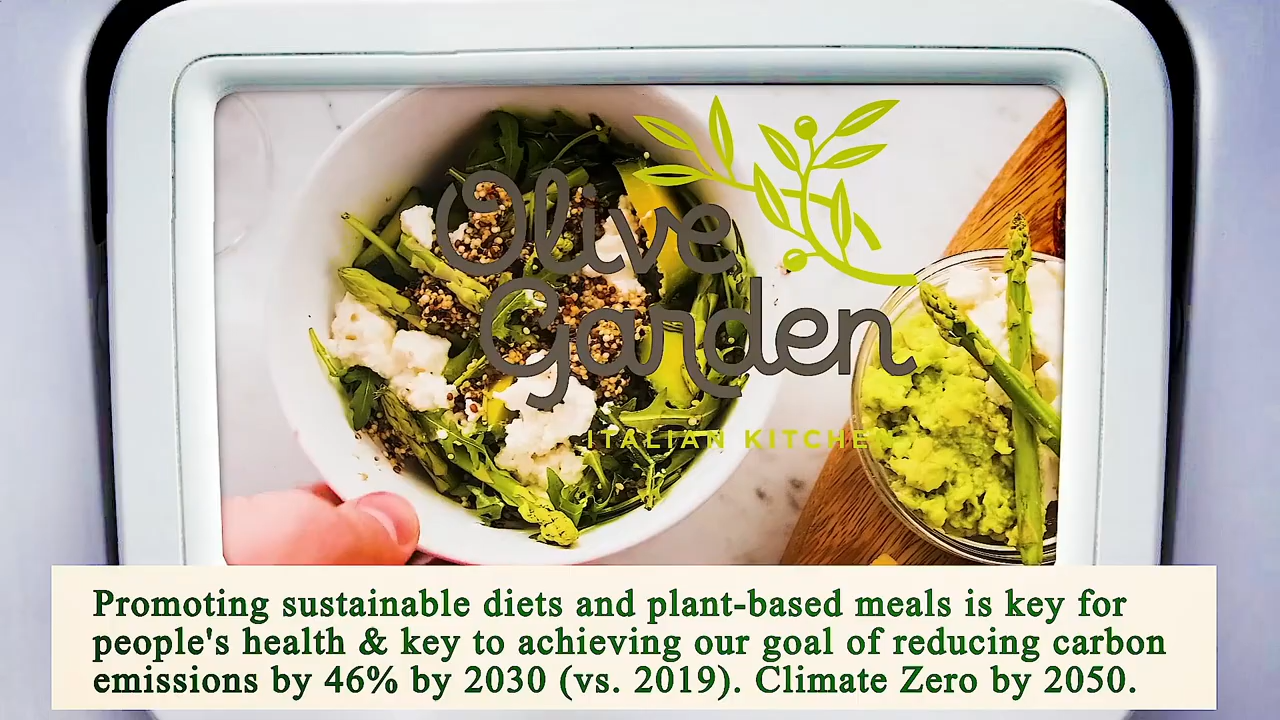 Olive
Garden
ITALIAN KITCHEN
Promoting sustainable diets and plant-based meals is key for
people's health & key to achieving our goal of reducing carbon
emissions by 46% by 2030 (vs. 2019). Climate Zero by 2050.